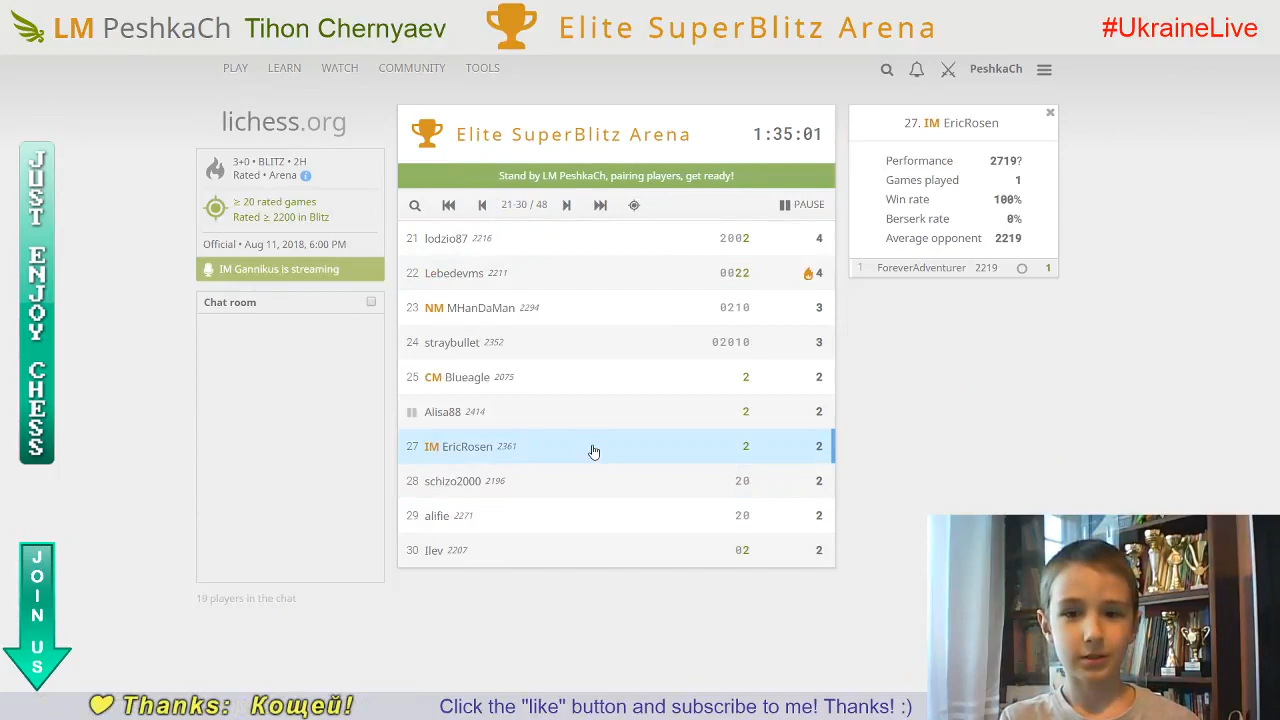 LM PeshkaCh Tihon Chernyaev
Elite SuperBlitz Arena
#UkraineLive
PLAY LEARN WATCH COMMUNITY TOOLS
PeshkaCh
lichess.org
3+0 • BLITZ • 2H
Rated • Arena
≥ 20 rated games
Rated ≥ 2200 in Blitz
Official • Aug 11, 2018, 6:00 PM
IM Gannikus is streaming
Chat room
19 players in the chat
Elite SuperBlitz Arena 1:35:01
Stand by LM PeshkaCh, pairing players, get ready!
21-30 / 48 PAUSE
21 lodzio87 2216 2002 4
22 Lebedevms 2211 0022 4
23 NM MHanDaMan 2294 0210 3
24 straybullet 2352 02010 3
25 CM Blueagle 2075 2 2
Alisa88 2414 2 2
27 IM EricRosen 2361 2 2
28 schizo2000 2196 20 2
29 alifie 2271 20 2
30 Ilev 2207 02 2
27. IM EricRosen
Performance 2719?
Games played 1
Win rate 100%
Berserk rate 0%
Average opponent 2219
1 ForeverAdventurer 2219 1
JUST ENJOY CHESS
JOIN US
Thanks: Кощей!
Click the "like" button and subscribe to me! Thanks! :)